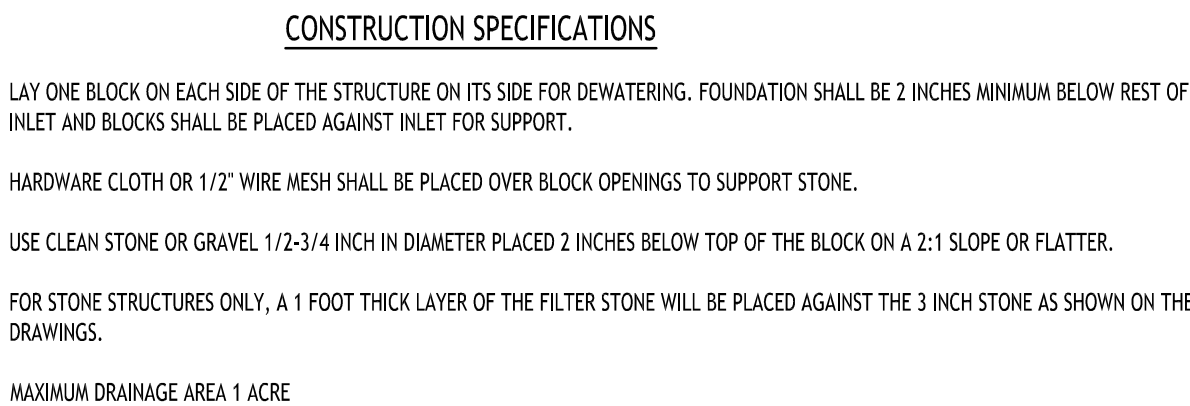 CONSTRUCTION SPECIFICATIONS
LAY ONE BLOCK ON EACH SIDE OF THE STRUCTURE ON ITS SIDE FOR DEWATERING. FOUNDATION SHALL BE 2 INCHES MINIMUM BELOW REST OF
INLET AND BLOCKS SHALL BE PLACED AGAINST INLET FOR SUPPORT.
HARDWARE CLOTH OR 1/2" WIRE MESH SHALL BE PLACED OVER BLOCK OPENINGS TO SUPPORT STONE.
USE CLEAN STONE OR GRAVEL 1/2-3/4 INCH IN DIAMETER PLACED 2 INCHES BELOW TOP OF THE BLOCK ON A 2:1 SLOPE OR FLATTER.
FOR STONE STRUCTURES ONLY, A 1 FOOT THICK LAYER OF THE FILTER STONE WILL BE PLACED AGAINST THE 3 INCH STONE AS SHOWN ON THE
DRAWINGS.
MAXIMUM DRAINAGE AREA 1 ACRE